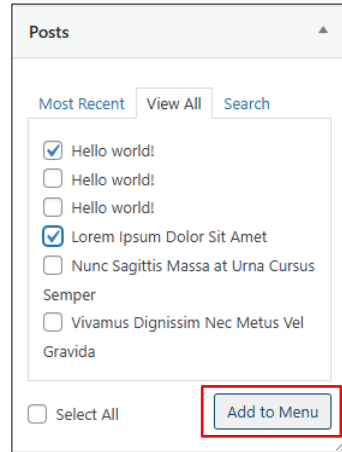 Posts
Most Recent View All Search
Hello world!
Hello world!
Hello world!
Lorem Ipsum Dolor Sit Amet
Nunc Sagittis Massa at Urna Cursus
Semper
Vivamus Dignissim Nec Metus Vel
Gravida
Select All Add to Menu